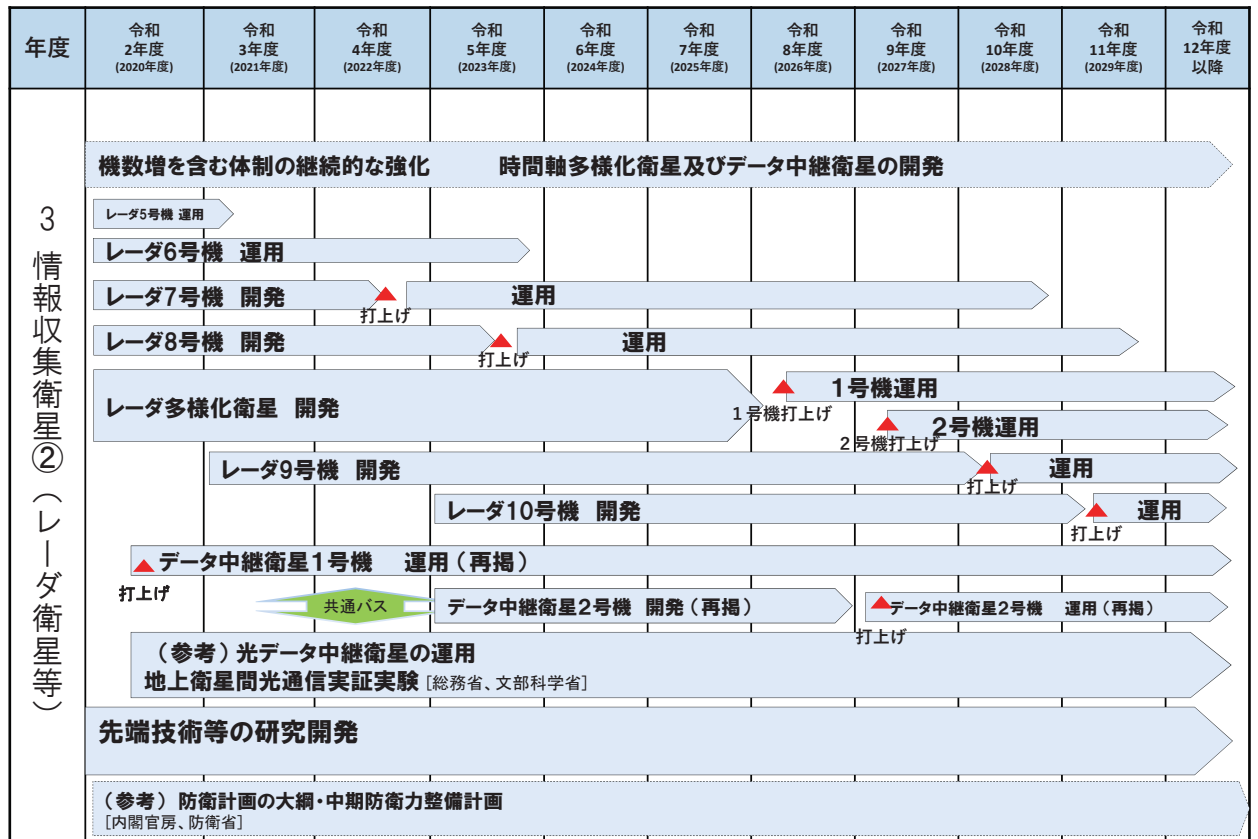 年度
令和
2年度
(2020年度)
令和
3年度
(2021年度)
令和
4年度
(2022年度)
令和
5年度
(2023年度)
令和
6年度
(2024年度)
令和
7年度
(2025年度)
令和
8年度
(2026年度)
令和
9年度
(2027年度)
令和
10年度
(2028年度)
令和
11年度
(2029年度)
令和
12年度
以降
3 情報収集衛星②（レーダ衛星等）
機数増を含む体制の継続的な強化 時間軸多様化衛星及びデータ中継衛星の開発
レーダ5号機 運用
レーダ6号機 運用
レーダ7号機 開発
打上げ
運用
レーダ8号機 開発
打上げ
運用
レーダ多様化衛星 開発
1号機打上げ
1号機運用
2号機打上げ
2号機運用
レーダ9号機 開発
打上げ
運用
レーダ10号機 開発
打上げ
運用
データ中継衛星1号機 運用（再掲）
打上げ
共通バス
データ中継衛星2号機 開発（再掲）
データ中継衛星2号機 運用（再掲）
打上げ
（参考）光データ中継衛星の運用
地上衛星間光通信実証実験［総務省、文部科学省］
先端技術等の研究開発
（参考）防衛計画の大綱・中期防衛力整備計画
［内閣官房、防衛省］